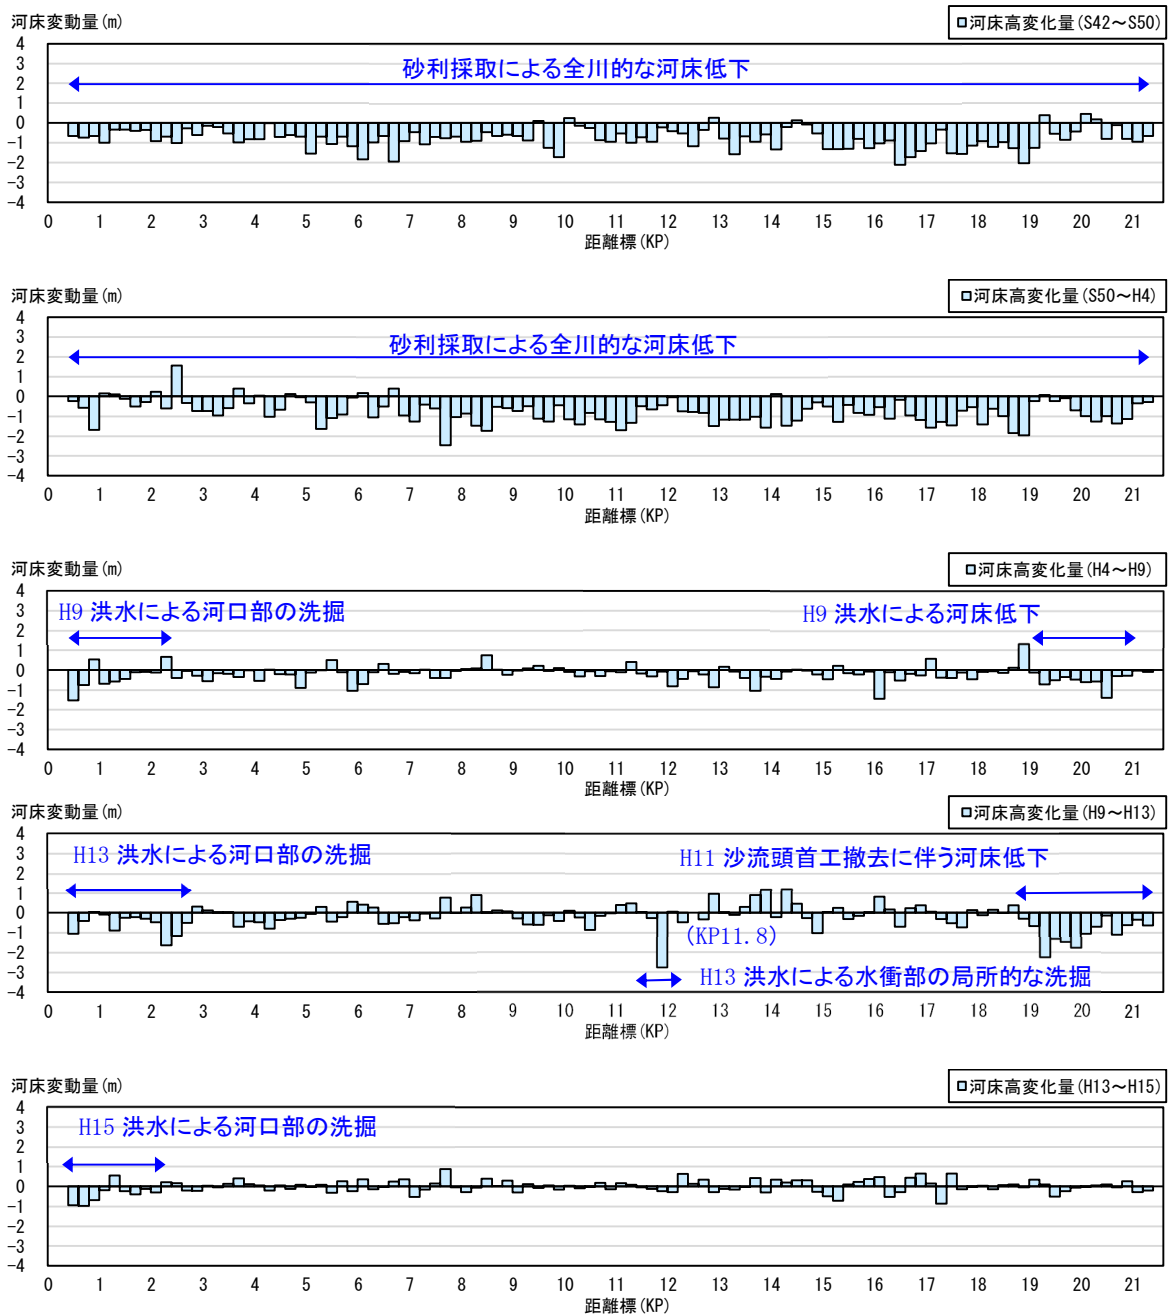 河床変動量(m)
河床高変化量(S42～S50)
4
3
2
1
0
-1
-2
-3
-4
砂利採取による全川的な河床低下
0 1 2 3 4 5 6 7 8 9 10 11 12 13 14 15 16 17 18 19 20 21
距離標(KP)
河床変動量(m)
河床高変化量(S50～H4)
4
3
2
1
0
-1
-2
-3
-4
砂利採取による全川的な河床低下
0 1 2 3 4 5 6 7 8 9 10 11 12 13 14 15 16 17 18 19 20 21
距離標(KP)
河床変動量(m)
河床高変化量(H4～H9)
4
3
2
1
0
-1
-2
-3
-4
H9 洪水による河口部の洗掘
H9 洪水による河床低下
0 1 2 3 4 5 6 7 8 9 10 11 12 13 14 15 16 17 18 19 20 21
距離標(KP)
河床変動量(m)
河床高変化量(H9～H13)
4
3
2
1
0
-1
-2
-3
-4
H13 洪水による河口部の洗掘
H11 沙流頭首工撤去に伴う河床低下
(KP11.8)
H13 洪水による水衝部の局所的な洗掘
0 1 2 3 4 5 6 7 8 9 10 11 12 13 14 15 16 17 18 19 20 21
距離標(KP)
河床変動量(m)
河床高変化量(H13～H15)
4
3
2
1
0
-1
-2
-3
-4
H15 洪水による河口部の洗掘
0 1 2 3 4 5 6 7 8 9 10 11 12 13 14 15 16 17 18 19 20 21
距離標(KP)